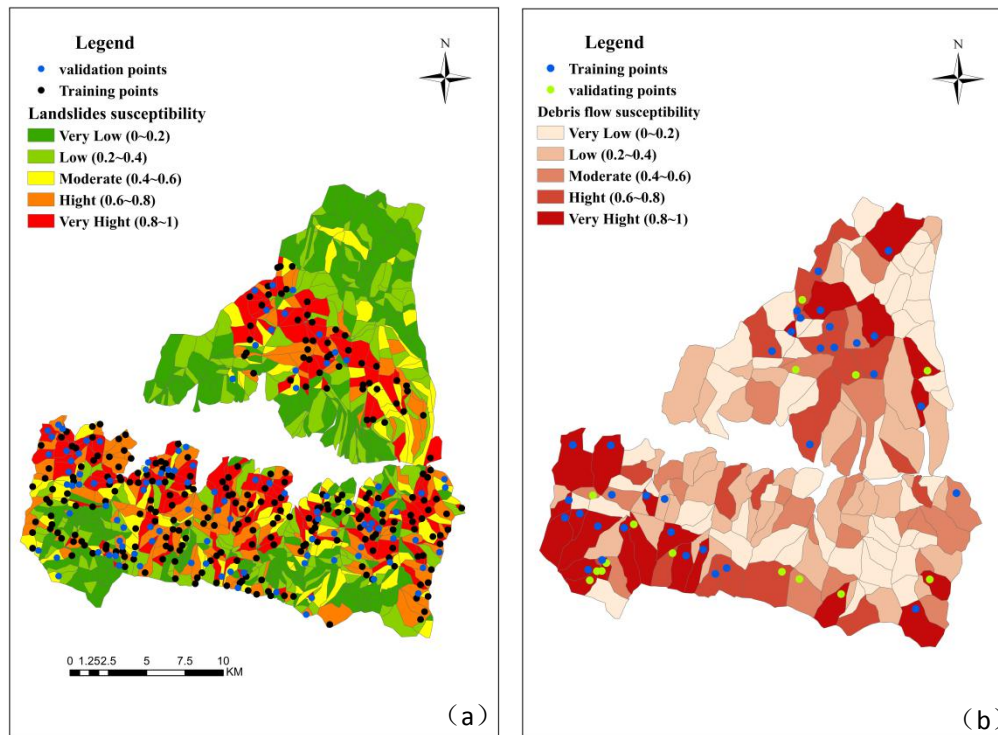 Legend
N
validation points
Training points
Landslides susceptibility
Very Low (0~0.2)
Low (0.2~0.4)
Moderate (0.4~0.6)
Hight (0.6~0.8)
Very Hight (0.8~1)
0 1.252.5 5 7.5 10
KM
（a）
Legend
N
Training points
validating points
Debris flow susceptibility
Very Low (0~0.2)
Low (0.2~0.4)
Moderate (0.4~0.6)
Hight (0.6~0.8)
Very Hight (0.8~1)
（b）